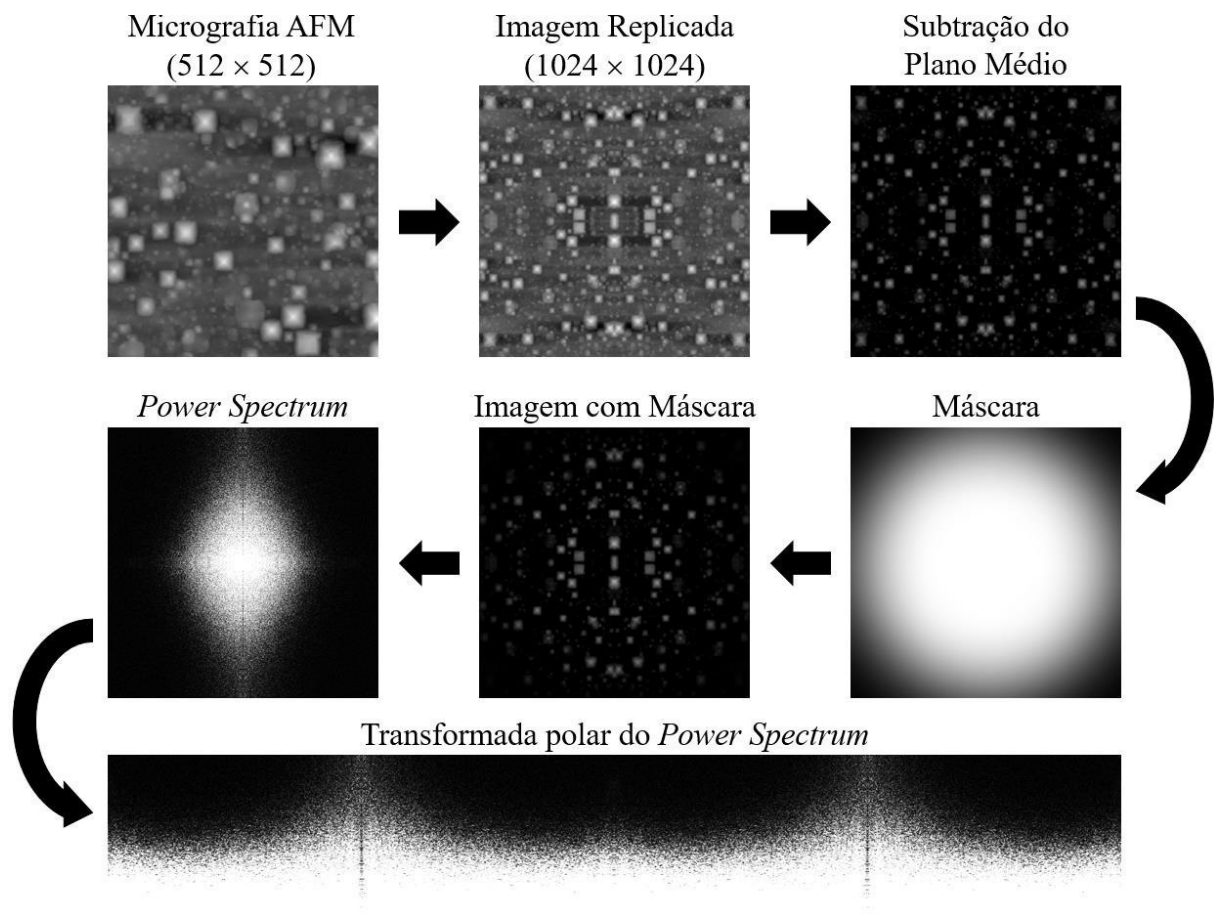 Micrografia AFM
(512 × 512)
Imagem Replicada
(1024 × 1024)
Subtração do
Plano Médio
Power Spectrum
Imagem com Máscara
Máscara
Transformada polar do Power Spectrum